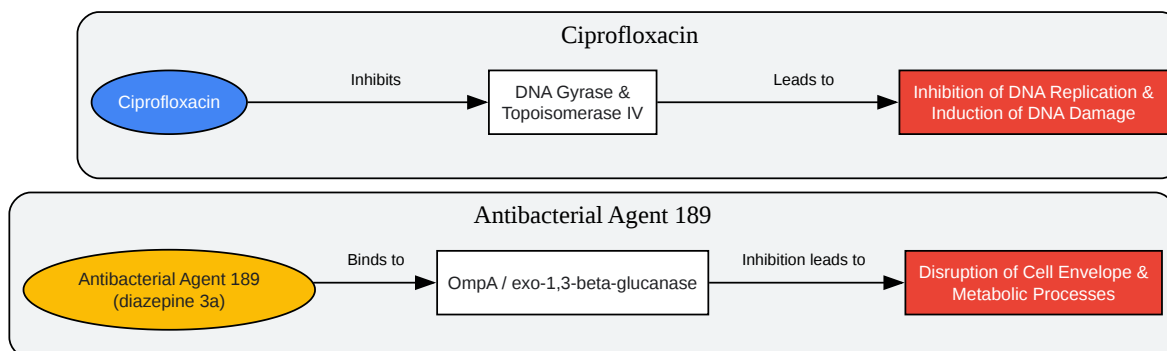 Ciprofloxacin
Ciprofloxacin
Inhibits
DNA Gyrase &
Topoisomerase IV
Leads to
Inhibition of DNA Replication &
Induction of DNA Damage
Antibacterial Agent 189
Antibacterial Agent 189
(diazepine 3a)
Binds to
OmpA / exo-1,3-beta-glucanase
Inhibition leads to
Disruption of Cell Envelope &
Metabolic Processes